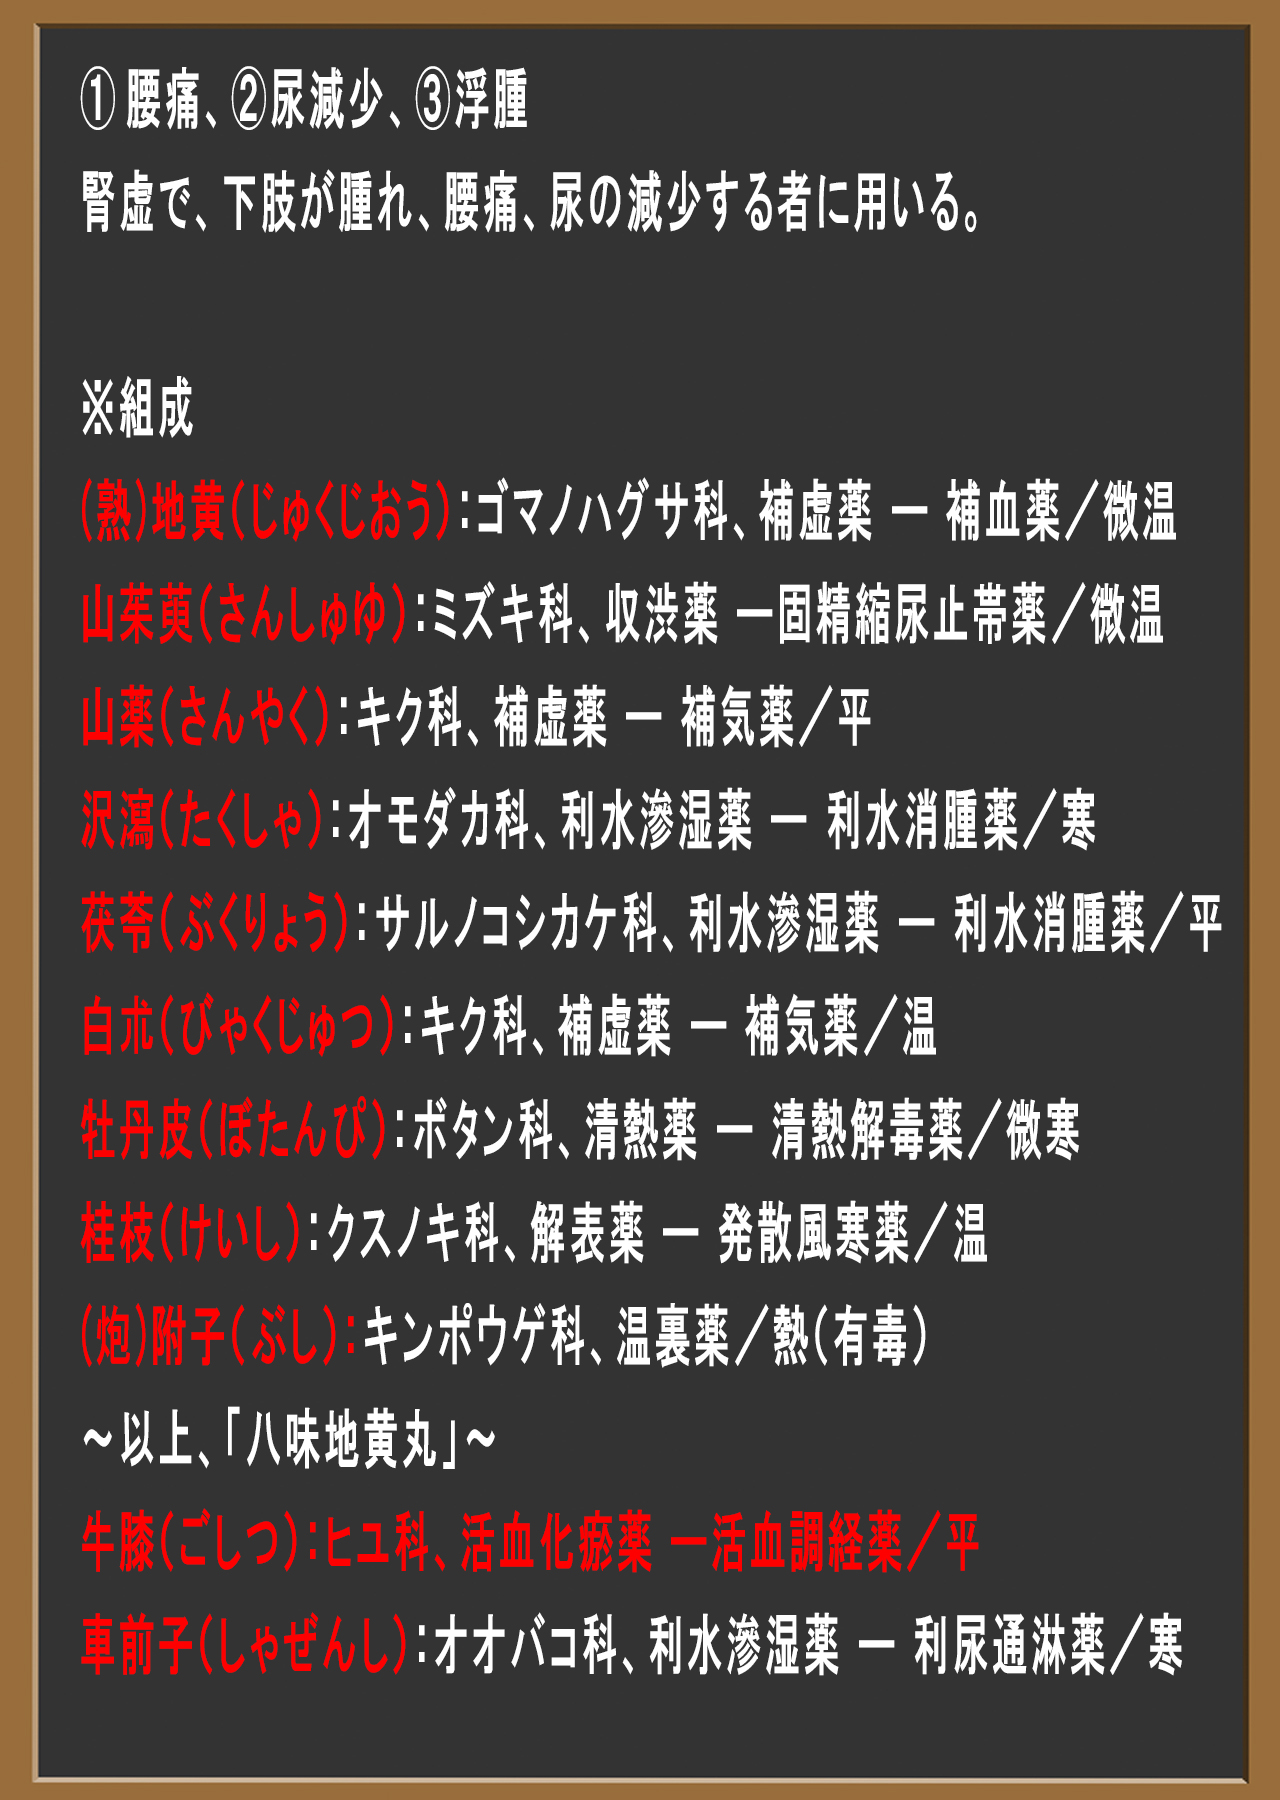 ①腰痛、②尿減少、③浮腫
腎虚で、下肢が腫れ、腰痛、尿の減少する者に用いる。
※組成
(熟)地黄(じゅくじおう)：ゴマノハグサ科、補虚薬 ― 補血薬／微温
山茱萸(さんしゅゆ)：ミズキ科、収渋薬 ―固精縮尿止帯薬／微温
山薬(さんやく)：キク科、補虚薬 ― 補気薬／平
沢瀉(たくしゃ)：オモダカ科、利水滲湿薬 ― 利水消腫薬／寒
茯苓(ぶくりょう)：サルノコシカケ科、利水滲湿薬 ― 利水消腫薬／平
白朮(びゃくじゅつ)：キク科、補虚薬 ― 補気薬／温
牡丹皮(ぼたんぴ)：ボタン科、清熱薬 ― 清熱解毒薬／微寒
桂枝(けいし)：クスノキ科、解表薬 ― 発散風寒薬／温
(炮)附子(ぶし)：キンポウゲ科、温裏薬／熱(有毒)
～以上、「八味地黄丸」～
牛膝(ごしつ)：ヒユ科、活血化瘀薬 ―活血調経薬／平
車前子(しゃぜんし)：オオバコ科、利水滲湿薬 ― 利尿通淋薬／寒